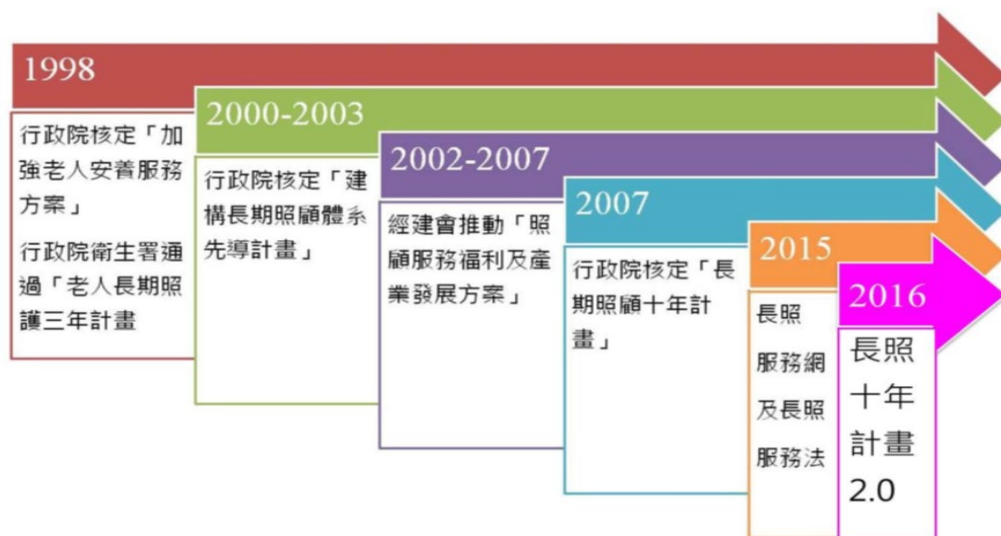 1998
行政院核定「加
強老人安養服務
方案」
行政院衛生署通
過「老人長期照
護三年計畫
2000-2003
行政院核定「建
構長期照顧體系
先導計畫」
2002-2007
經建會推動「照
顧服務福利及產
業發展方案」
2007
行政院核定「長
期照顧十年計
畫」
2015
長照
服務網
及長照
服務法
2016
長照
十年
計畫
2.0